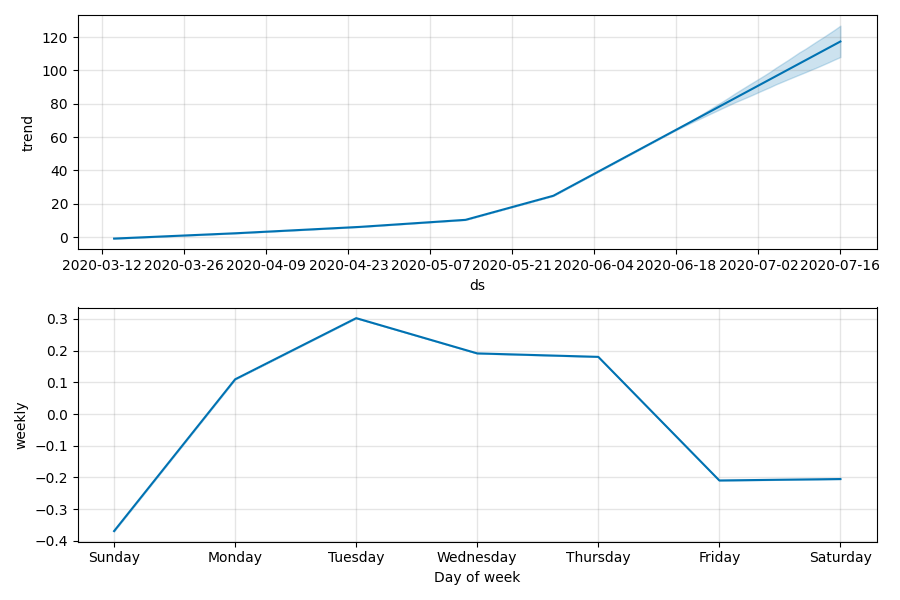 120
100
80
60
40
20
0
trend
2020-03-12 2020-03-26 2020-04-09 2020-04-23 2020-05-07 2020-05-21 2020-06-04 2020-06-18 2020-07-02 2020-07-16
ds
0.3
0.2
0.1
0.0
−0.1
−0.2
−0.3
−0.4
weekly
Sunday Monday Tuesday Wednesday Thursday Friday Saturday
Day of week